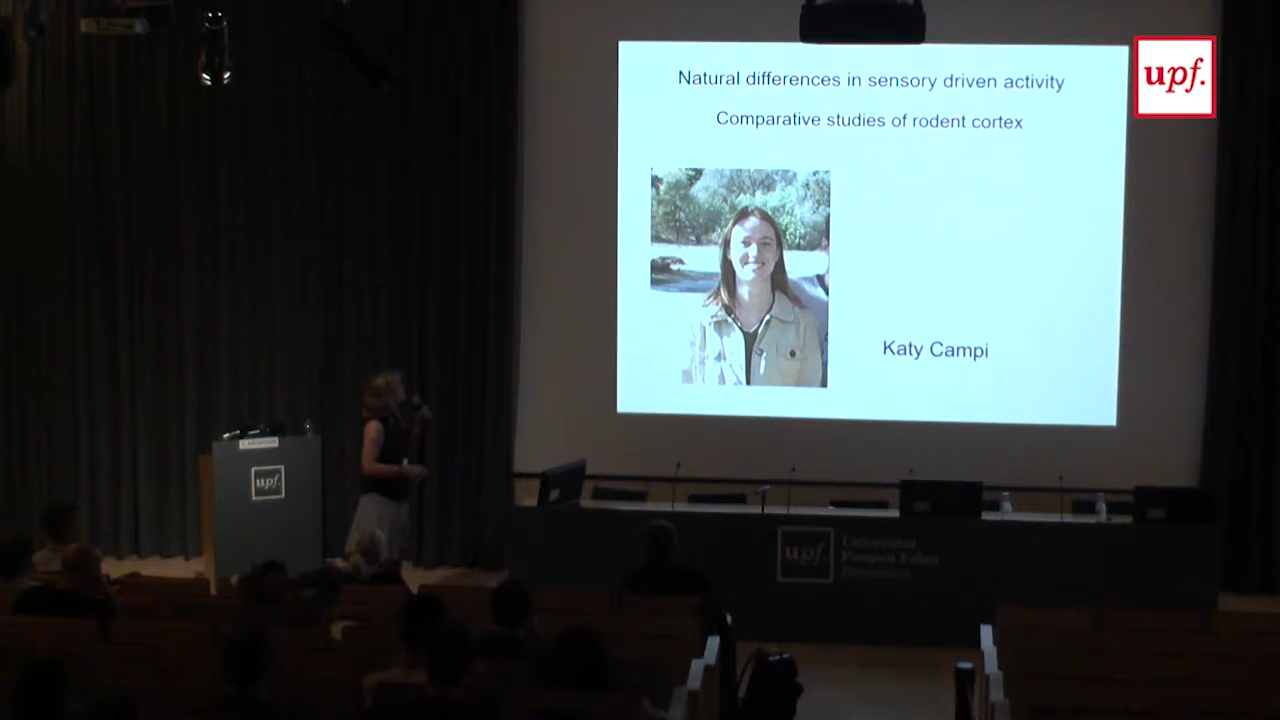 Natural differences in sensory driven activity
Comparative studies of rodent cortex
Katy Campi
upf.
upf.
upf.
Universitat
Pompeu Fabra
Barcelona